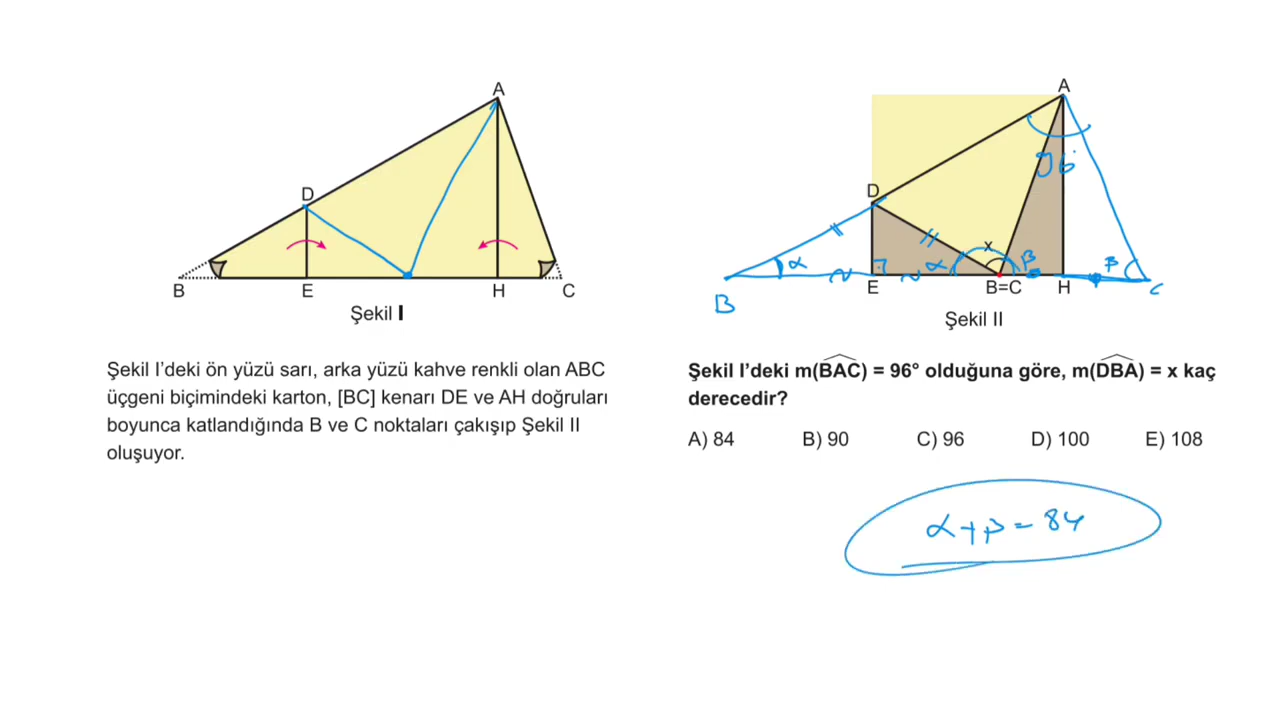 A
D
B
E
H
C
Şekil I
Şekil I'deki ön yüzü sarı, arka yüzü kahve renkli olan ABC
üçgeni biçimindeki karton, [BC] kenarı DE ve AH doğruları
boyunca katlandığında B ve C noktaları çakışıp Şekil II
oluşuyor.
A
96°
D
x
α
α
β
β
B
E
B=C
H
C
Şekil II
Şekil I'deki m(BAC) = 96° olduğuna göre, m(DBA) = x kaç
derecedir?
A) 84 B) 90 C) 96 D) 100 E) 108
α+β=84